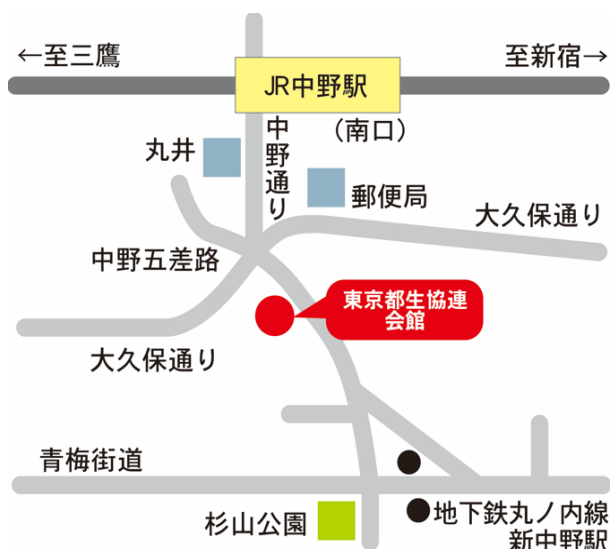 ←至三鷹
至新宿→
JR中野駅
(南口)
丸井
中野通り
郵便局
大久保通り
中野五差路
東京都生協連
会館
大久保通り
青梅街道
杉山公園
地下鉄丸ノ内線
新中野駅